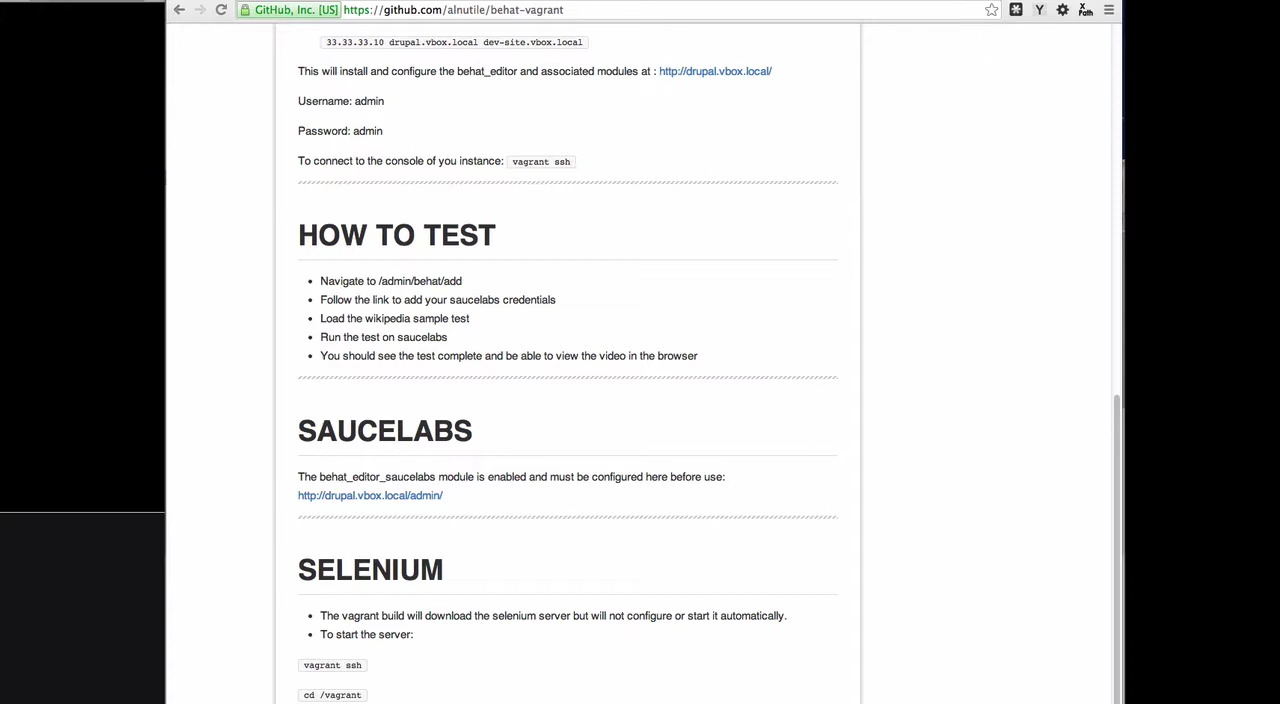 GitHub, Inc. [US] https://github.com/alnutile/behat-vagrant
Y
X
Path
33.33.33.10 drupal.vbox.local dev-site.vbox.local
This will install and configure the behat_editor and associated modules at : http://drupal.vbox.local/
Username: admin
Password: admin
To connect to the console of you instance: vagrant ssh
HOW TO TEST
• Navigate to /admin/behat/add
• Follow the link to add your saucelabs credentials
• Load the wikipedia sample test
• Run the test on saucelabs
• You should see the test complete and be able to view the video in the browser
SAUCELABS
The behat_editor_saucelabs module is enabled and must be configured here before use:
http://drupal.vbox.local/admin/
SELENIUM
• The vagrant build will download the selenium server but will not configure or start it automatically.
• To start the server:
vagrant ssh
cd /vagrant